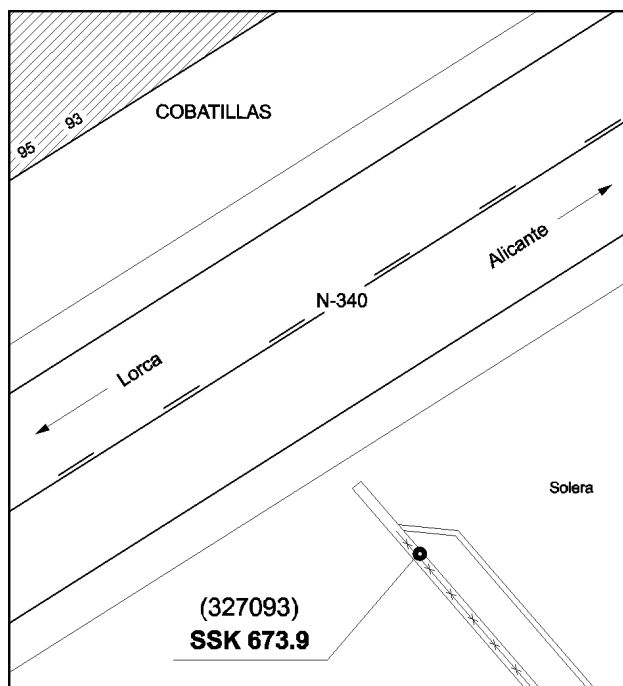 COBATILLAS
93
95
Alicante
N-340
Lorca
Solera
(327093)
SSK 673.9